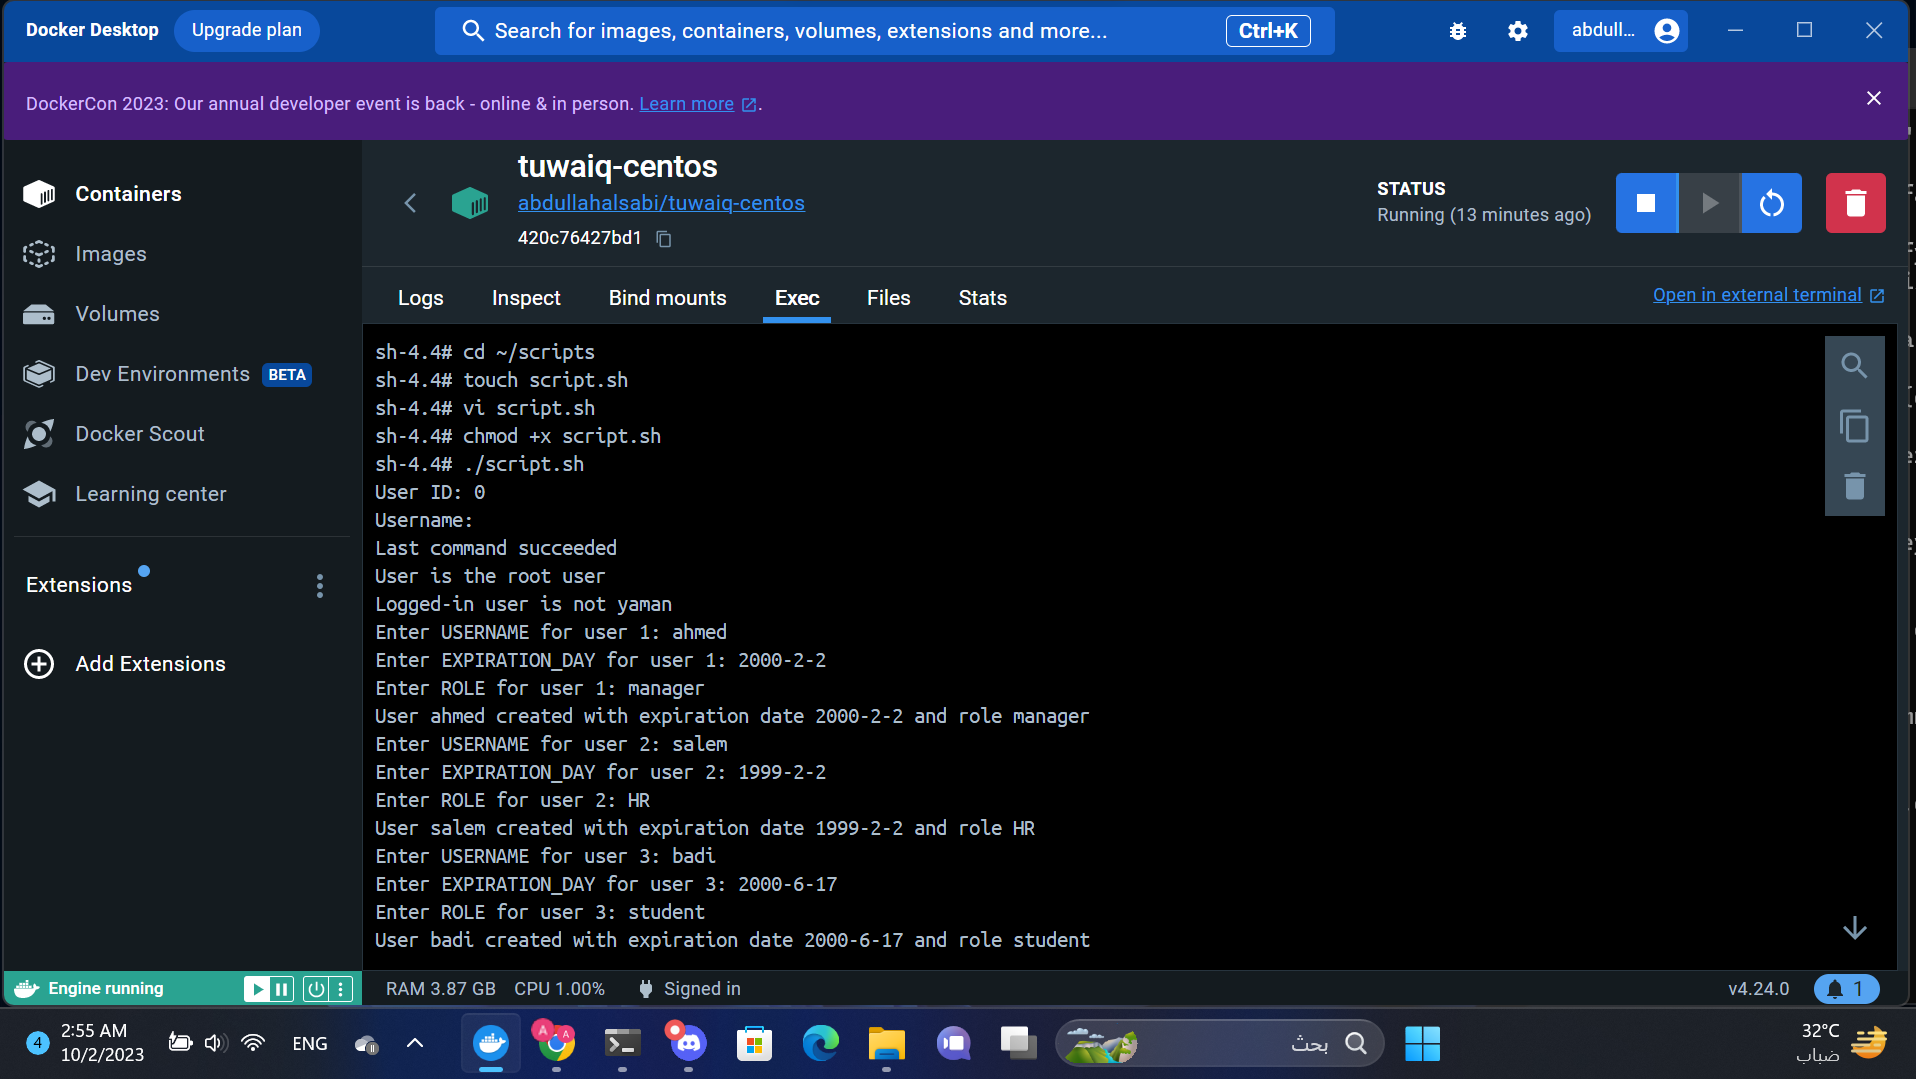 Docker Desktop
Upgrade plan
Search for images, containers, volumes, extensions and more...
Ctrl+K
abdull...
DockerCon 2023: Our annual developer event is back - online & in person. Learn more .
Containers
Images
Volumes
Dev Environments BETA
Docker Scout
Learning center
Extensions
Add Extensions
tuwaiq-centos
abdullahalsabi/tuwaiq-centos
420c76427bd1
STATUS
Running (13 minutes ago)
Logs Inspect Bind mounts Exec Files Stats
Open in external terminal
sh-4.4# cd ~/scripts
sh-4.4# touch script.sh
sh-4.4# vi script.sh
sh-4.4# chmod +x script.sh
sh-4.4# ./script.sh
User ID: 0
Username:
Last command succeeded
User is the root user
Logged-in user is not yaman
Enter USERNAME for user 1: ahmed
Enter EXPIRATION_DAY for user 1: 2000-2-2
Enter ROLE for user 1: manager
User ahmed created with expiration date 2000-2-2 and role manager
Enter USERNAME for user 2: salem
Enter EXPIRATION_DAY for user 2: 1999-2-2
Enter ROLE for user 2: HR
User salem created with expiration date 1999-2-2 and role HR
Enter USERNAME for user 3: badi
Enter EXPIRATION_DAY for user 3: 2000-6-17
Enter ROLE for user 3: student
User badi created with expiration date 2000-6-17 and role student
Engine running
RAM 3.87 GB CPU 1.00% Signed in
v4.24.0
1
4
2:55 AM
10/2/2023
ENG
A
A
بحث
32°C
ضباب